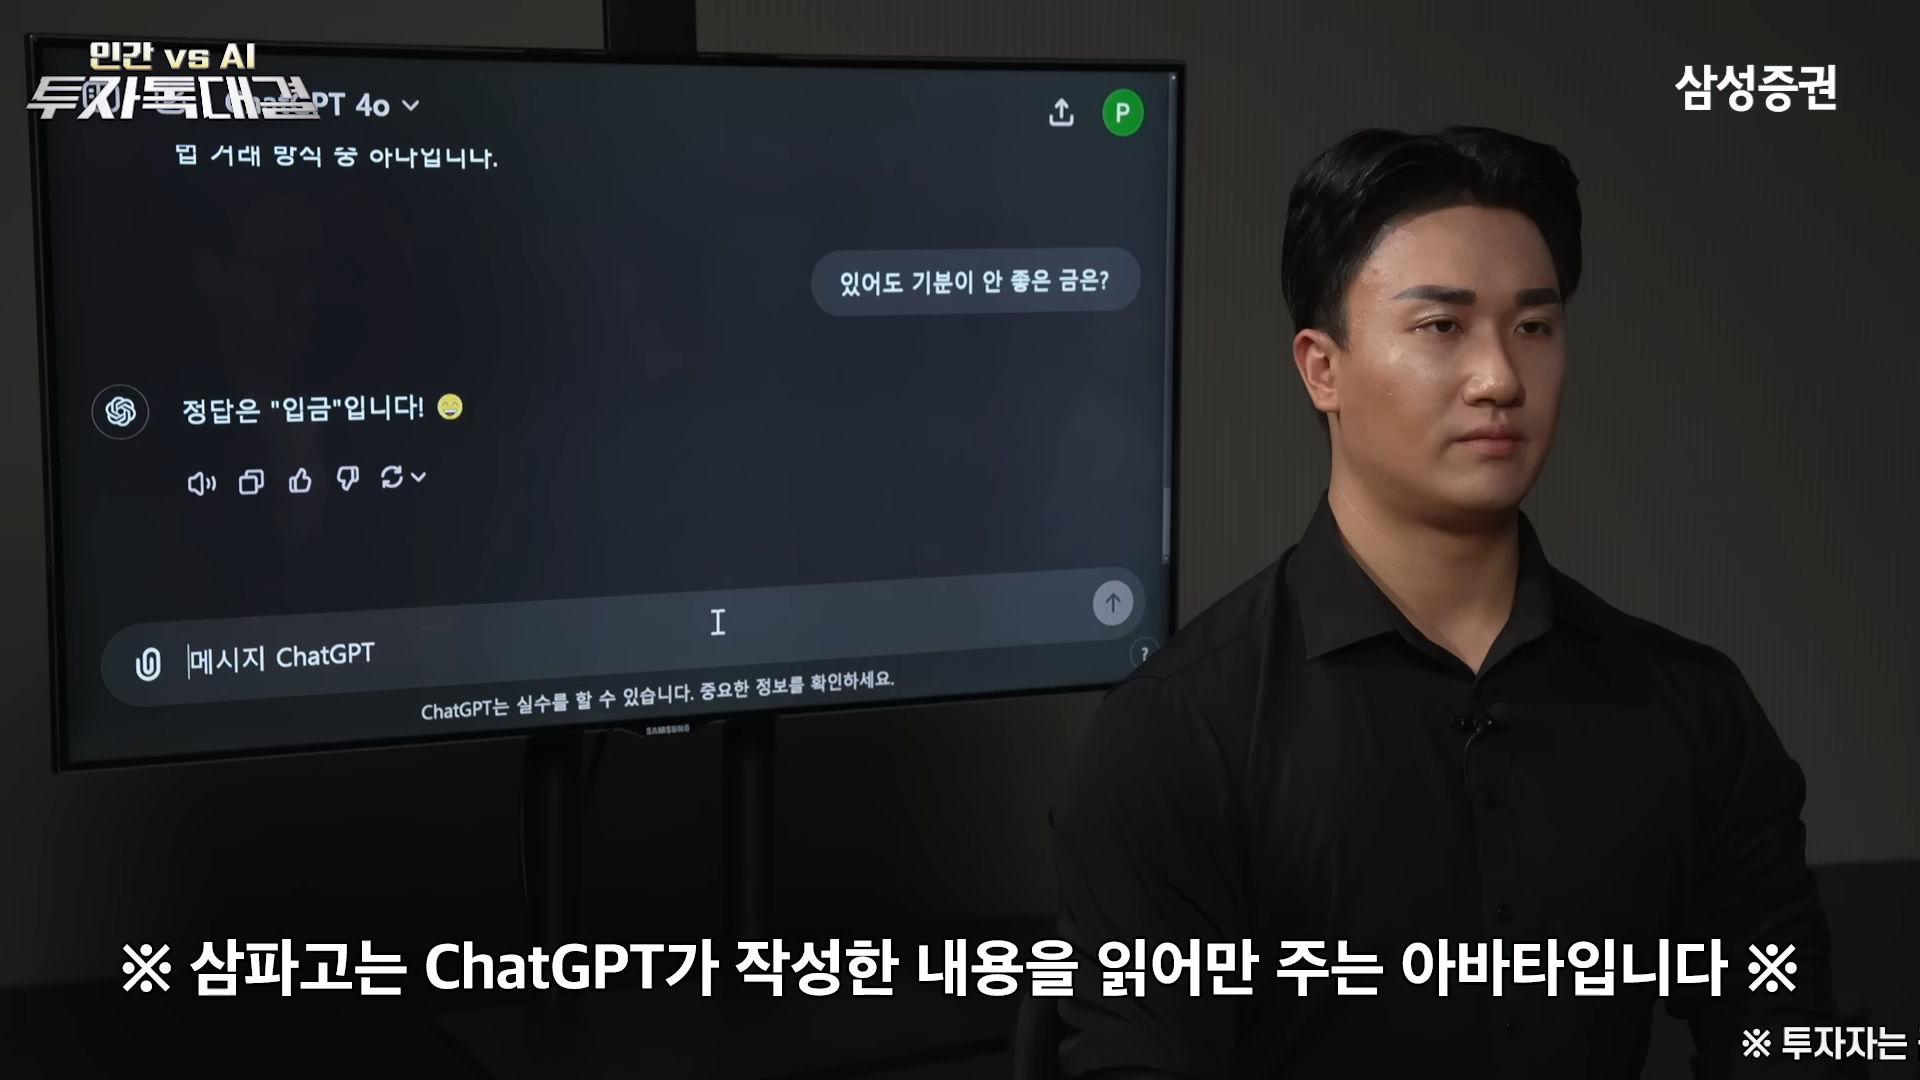 인간 vs AI
투자톡대결
삼성증권
PT 4o
P
법 거래 방식 중 하나입니다.
있어도 기분이 안 좋은 금은?
정답은 "입금"입니다! 😄
메시지 ChatGPT
?
ChatGPT는 실수를 할 수 있습니다. 중요한 정보를 확인하세요.
SAMSUNG
※ 삼파고는 ChatGPT가 작성한 내용을 읽어만 주는 아바타입니다 ※
※ 투자자는